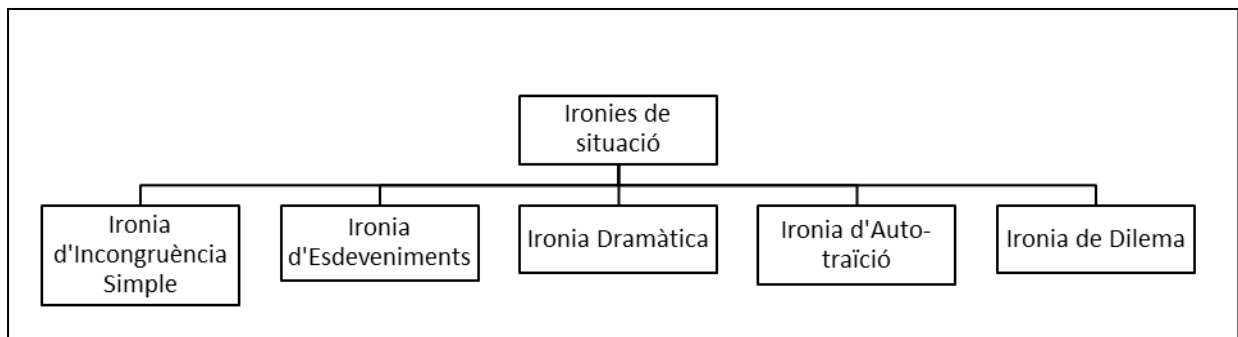 Ironies de
situació
Ironia
d'Incongruència
Simple
Ironia
d'Esdeveniments
Ironia Dramàtica
Ironia d'Auto-
traïció
Ironia de Dilema